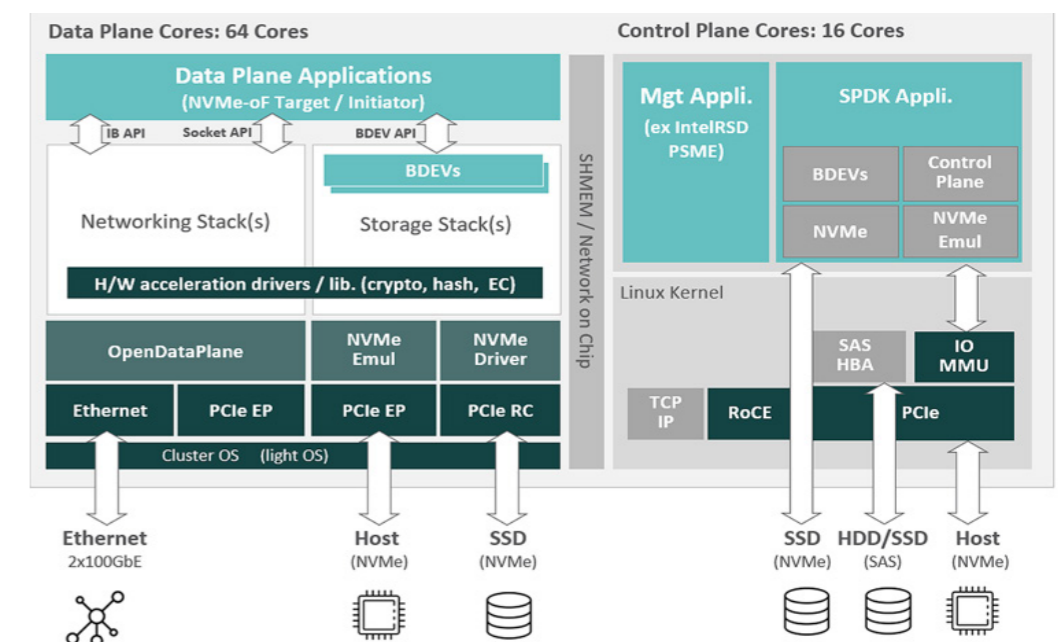 Data Plane Cores: 64 Cores
Control Plane Cores: 16 Cores
Data Plane Applications
(NVMe-oF Target / Initiator)
IB API
Socket API
BDEV API
BDEVs
Networking Stack(s)
Storage Stack(s)
H/W acceleration drivers / lib. (crypto, hash, EC)
OpenDataPlane
NVMe
Emul
NVMe
Driver
Ethernet
PCIe EP
PCIe EP
PCIe RC
Cluster OS (light OS)
SHMEM / Network on Chip
Mgt Appli.
(ex IntelRSD
PSME)
SPDK Appli.
BDEVs
Control
Plane
NVMe
NVMe
Emul
Linux Kernel
SAS
HBA
IO
MMU
TCP
IP
RoCE
PCIe
Ethernet
2x100GbE
Host
(NVMe)
SSD
(NVMe)
SSD
(NVMe)
HDD/SSD
(SAS)
Host
(NVMe)